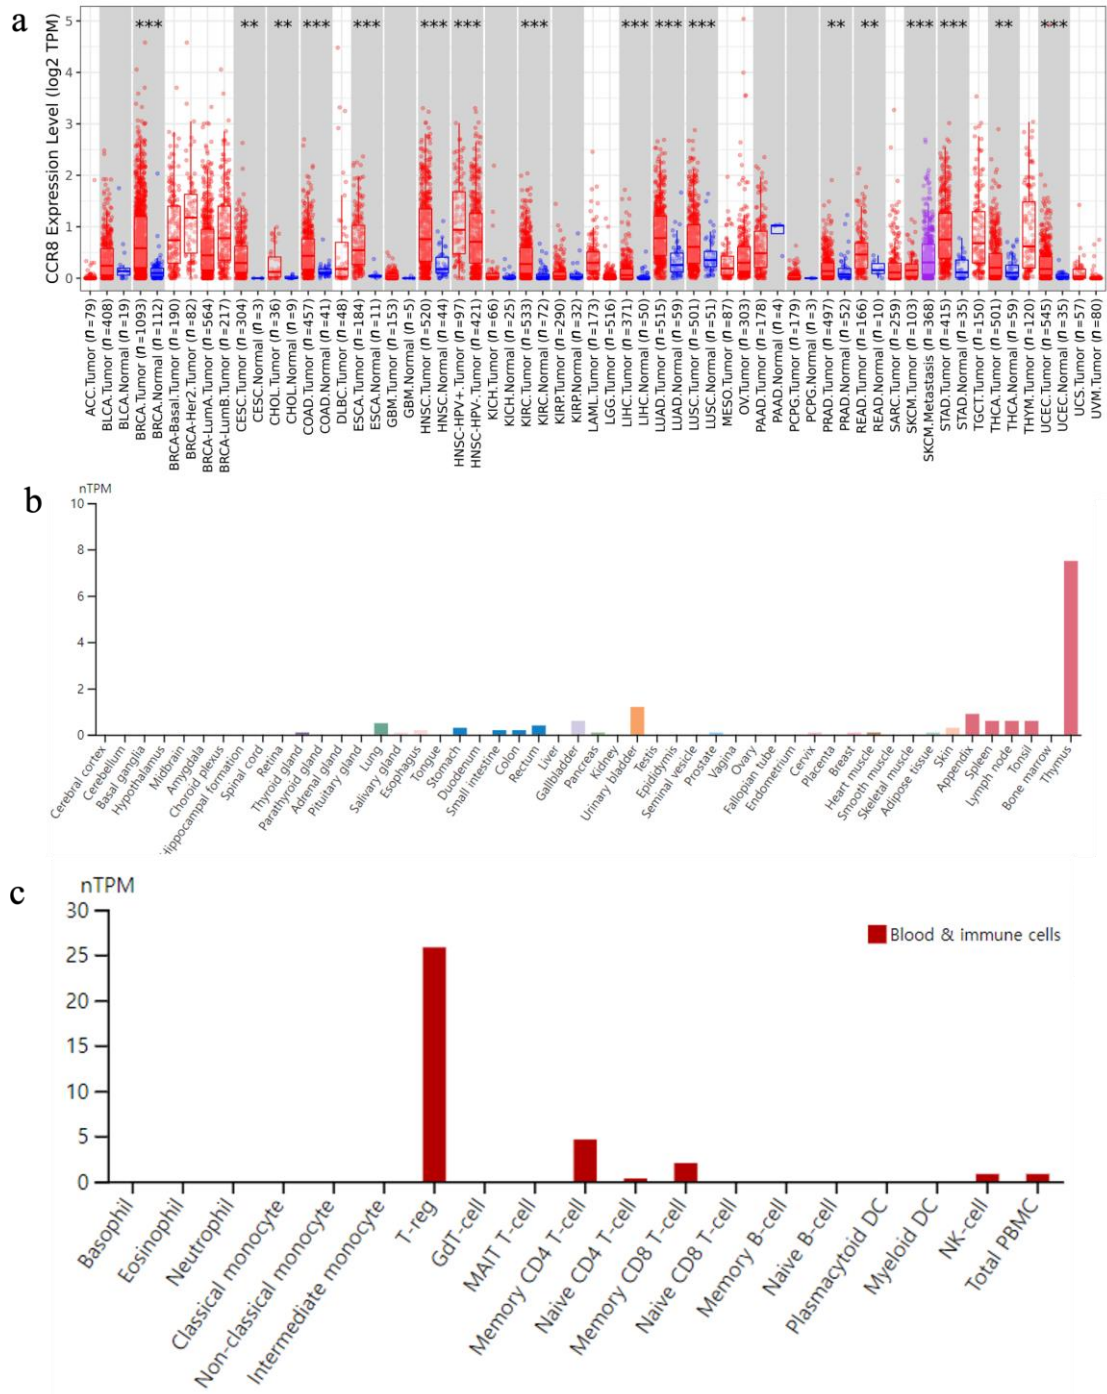 a
CCR8 Expression Level (log2 TPM)
5
4
3
2
1
0
*** ** ** *** *** *** *** *** *** *** *** ** ** *** *** ** ***
ACC.Tumor (n=79)
BLCA.Tumor (n=408)
BLCA.Normal (n=19)
BRCA.Tumor (n=1093)
BRCA.Normal (n=112)
BRCA-Basal.Tumor (n=190)
BRCA-Her2.Tumor (n=82)
BRCA-LumA.Tumor (n=564)
BRCA-LumB.Tumor (n=217)
CESC.Tumor (n=304)
CESC.Normal (n=3)
CHOL.Tumor (n=36)
CHOL.Normal (n=9)
COAD.Tumor (n=457)
COAD.Normal (n=41)
DLBC.Tumor (n=48)
ESCA.Tumor (n=184)
ESCA.Normal (n=11)
GBM.Tumor (n=153)
GBM.Normal (n=5)
HNSC.Tumor (n=520)
HNSC.Normal (n=44)
HNSC-HPV+.Tumor (n=97)
HNSC-HPV-.Tumor (n=421)
KICH.Tumor (n=66)
KICH.Normal (n=25)
KIRC.Tumor (n=533)
KIRC.Normal (n=72)
KIRP.Tumor (n=290)
KIRP.Normal (n=32)
LAML.Tumor (n=173)
LGG.Tumor (n=516)
LIHC.Tumor (n=371)
LIHC.Normal (n=50)
LUAD.Tumor (n=515)
LUAD.Normal (n=59)
LUSC.Tumor (n=501)
LUSC.Normal (n=51)
MESO.Tumor (n=87)
OV.Tumor (n=303)
PAAD.Tumor (n=178)
PAAD.Normal (n=4)
PCPG.Tumor (n=179)
PCPG.Normal (n=3)
PRAD.Tumor (n=497)
PRAD.Normal (n=52)
READ.Tumor (n=166)
READ.Normal (n=10)
SARC.Tumor (n=259)
SKCM.Tumor (n=103)
SKCM.Metastasis (n=368)
STAD.Tumor (n=415)
STAD.Normal (n=35)
TGCT.Tumor (n=150)
THCA.Tumor (n=501)
THCA.Normal (n=59)
THYM.Tumor (n=120)
UCEC.Tumor (n=545)
UCEC.Normal (n=35)
UCS.Tumor (n=57)
UVM.Tumor (n=80)
b
nTPM
10
8
6
4
2
0
Cerebral cortex
Cerebellum
Basal ganglia
Hypothalamus
Midbrain
Amygdala
Choroid plexus
Hippocampal formation
Spinal cord
Retina
Thyroid gland
Parathyroid gland
Adrenal gland
Pituitary gland
Lung
Salivary gland
Esophagus
Tongue
Stomach
Duodenum
Small intestine
Colon
Rectum
Liver
Gallbladder
Pancreas
Kidney
Urinary bladder
Testis
Epididymis
Seminal vesicle
Prostate
Vagina
Ovary
Fallopian tube
Endometrium
Cervix
Placenta
Breast
Heart muscle
Smooth muscle
Skeletal muscle
Adipose tissue
Skin
Appendix
Spleen
Lymph node
Tonsil
Bone marrow
Thymus
c
nTPM
30
25
20
15
10
5
0
Blood & immune cells
Basophil
Eosinophil
Neutrophil
Classical monocyte
Non-classical monocyte
Intermediate monocyte
T-reg
GdT-cell
MAIT T-cell
Memory CD4 T-cell
Naive CD4 T-cell
Memory CD8 T-cell
Naive CD8 T-cell
Memory B-cell
Naive B-cell
Plasmacytoid DC
Myeloid DC
NK-cell
Total PBMC